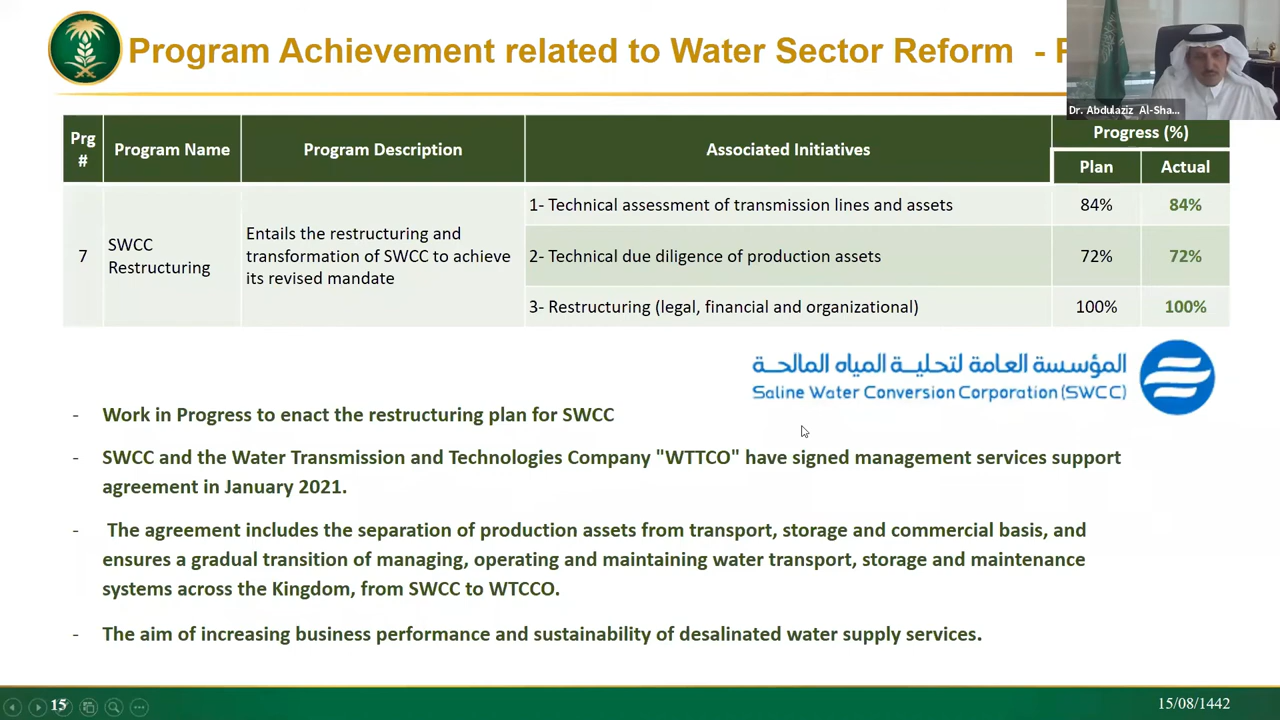 Program Achievement related to Water Sector Reform -
Dr. Abdulaziz Al-Sha...
Prg #
Program Name
Program Description
Associated Initiatives
Progress (%)
Plan
Actual
7
SWCC
Restructuring
Entails the restructuring and
transformation of SWCC to achieve
its revised mandate
1- Technical assessment of transmission lines and assets
84%
84%
2- Technical due diligence of production assets
72%
72%
3- Restructuring (legal, financial and organizational)
100%
100%
المؤسسة العامة لتحلية المياه المالحة
Saline Water Conversion Corporation (SWCC)
- Work in Progress to enact the restructuring plan for SWCC
- SWCC and the Water Transmission and Technologies Company "WTTCO" have signed management services support
agreement in January 2021.
- The agreement includes the separation of production assets from transport, storage and commercial basis, and
ensures a gradual transition of managing, operating and maintaining water transport, storage and maintenance
systems across the Kingdom, from SWCC to WTCCO.
- The aim of increasing business performance and sustainability of desalinated water supply services.
15
15/08/1442